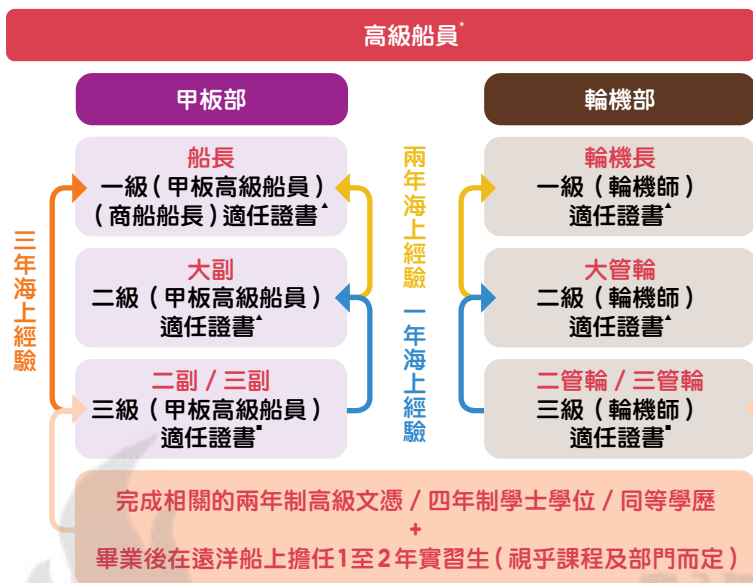 高級船員*
甲板部
輪機部
船長
一級(甲板高級船員)
(商船船長)適任證書▲
輪機長
一級(輪機師)
適任證書▲
兩年海上經驗
三年海上經驗
大副
二級(甲板高級船員)
適任證書▲
大管輪
二級(輪機師)
適任證書▲
一年海上經驗
二副 / 三副
三級(甲板高級船員)
適任證書■
二管輪 / 三管輪
三級(輪機師)
適任證書■
完成相關的兩年制高級文憑 / 四年制學士學位 / 同等學歷
+
畢業後在遠洋船上擔任1至2年實習生(視乎課程及部門而定)